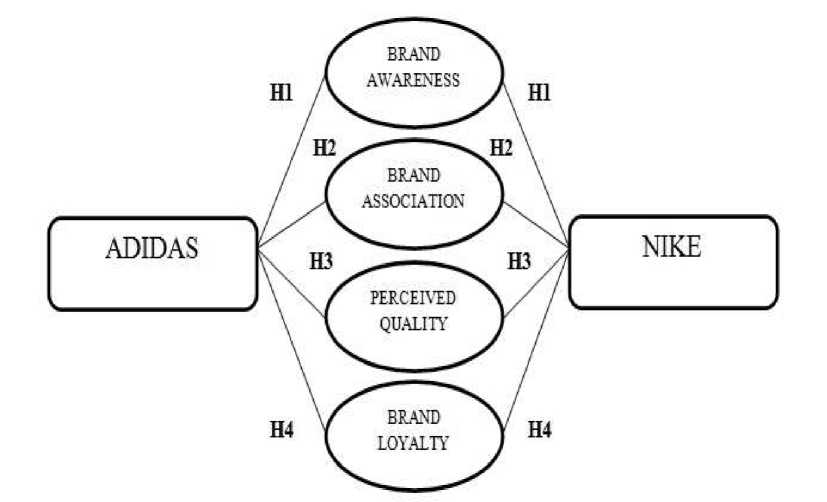 BRAND
AWARENESS
H1
H1
H2
H2
BRAND
ASSOCIATION
ADIDAS
NIKE
H3
H3
PERCEIVED
QUALITY
BRAND
LOYALTY
H4
H4